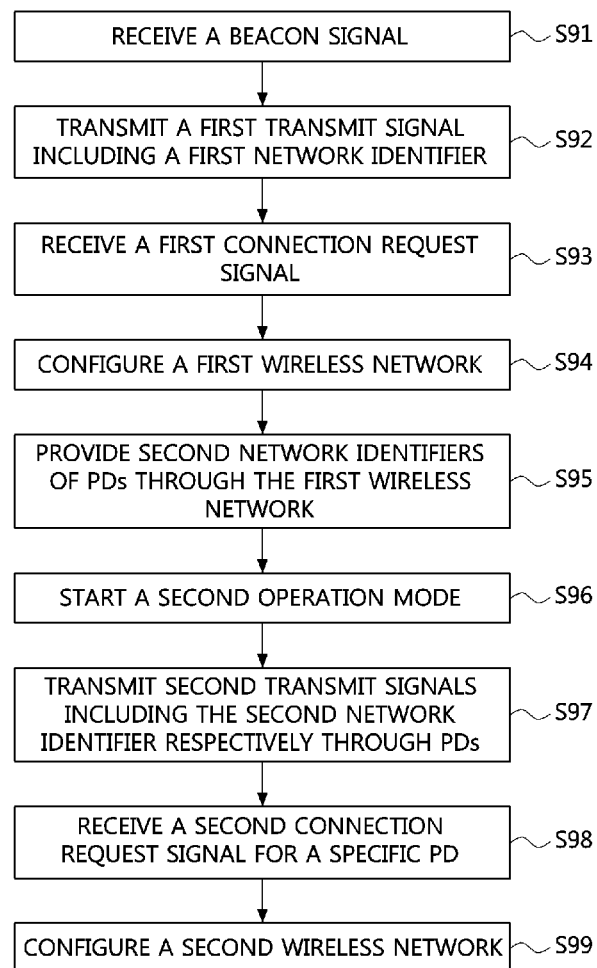 RECEIVE A BEACON SIGNAL
S91
TRANSMIT A FIRST TRANSMIT SIGNAL
INCLUDING A FIRST NETWORK IDENTIFIER
S92
RECEIVE A FIRST CONNECTION REQUEST
SIGNAL
S93
CONFIGURE A FIRST WIRELESS NETWORK
S94
PROVIDE SECOND NETWORK IDENTIFIERS
OF PDs THROUGH THE FIRST WIRELESS
NETWORK
S95
START A SECOND OPERATION MODE
S96
TRANSMIT SECOND TRANSMIT SIGNALS
INCLUDING THE SECOND NETWORK
IDENTIFIER RESPECTIVELY THROUGH PDs
S97
RECEIVE A SECOND CONNECTION
REQUEST SIGNAL FOR A SPECIFIC PD
S98
CONFIGURE A SECOND WIRELESS NETWORK
S99